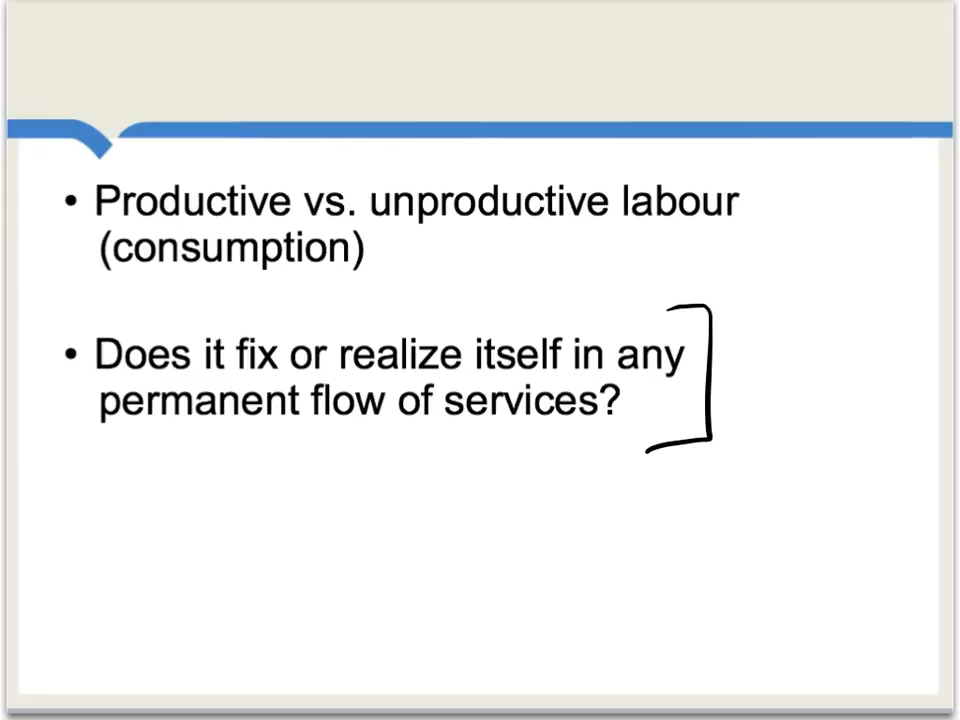 • Productive vs. unproductive labour
(consumption)
• Does it fix or realize itself in any
permanent flow of services?